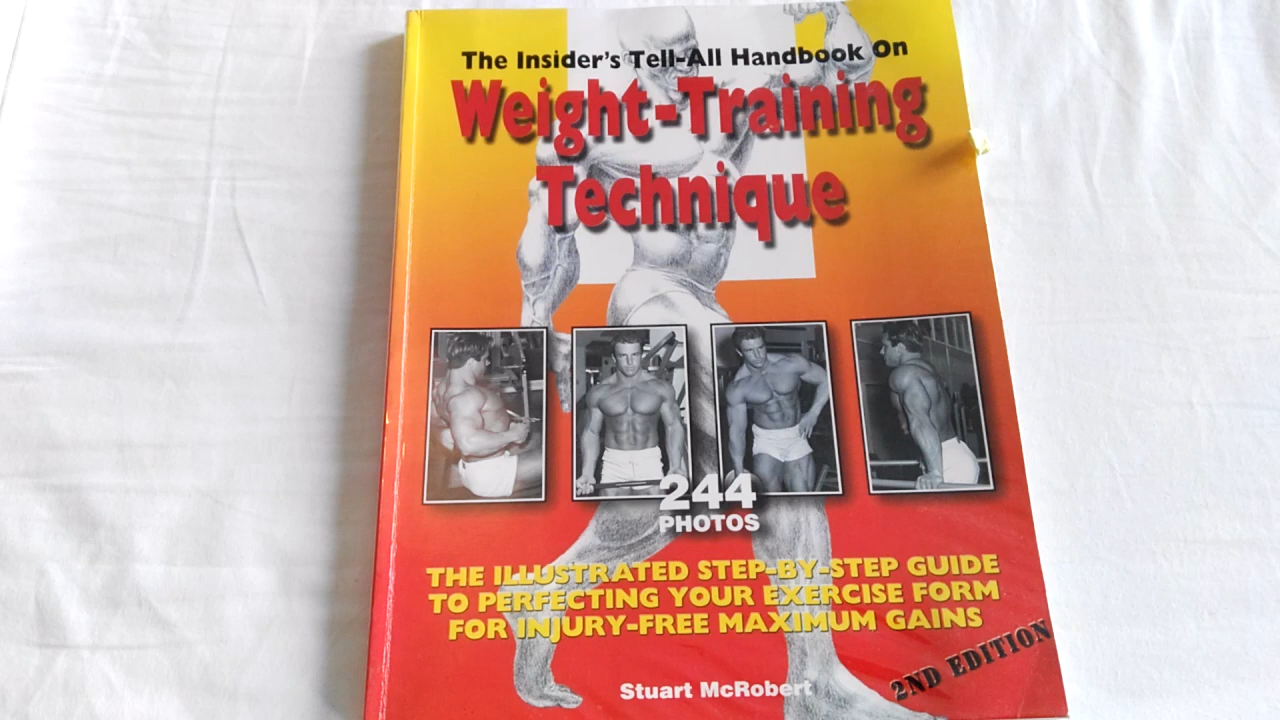 The Insider's Tell-All Handbook On
Weight-Training
Technique
244
PHOTOS
THE ILLUSTRATED STEP-BY-STEP GUIDE
TO PERFECTING YOUR EXERCISE FORM
FOR INJURY-FREE MAXIMUM GAINS
2ND EDITION
Stuart McRobert